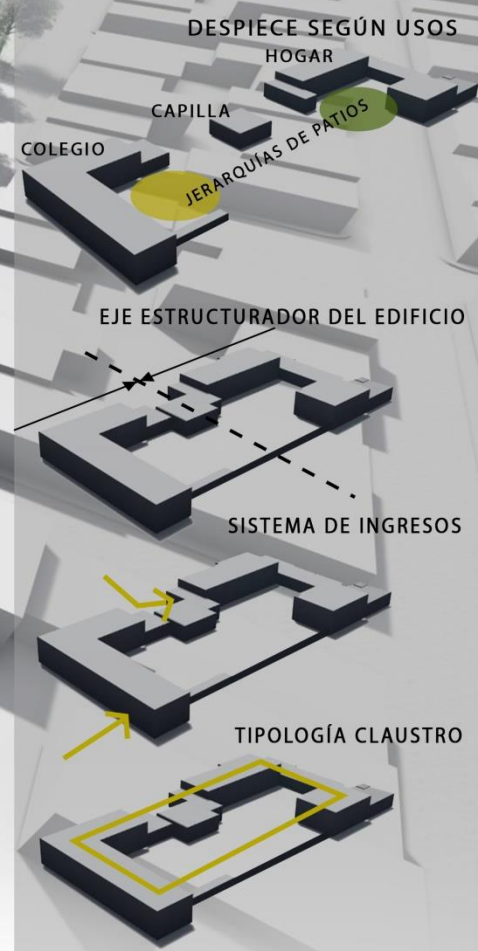 DESPIECE SEGÚN USOS
HOGAR
CAPILLA
JERARQUÍAS DE PATIOS
COLEGIO
EJE ESTRUCTURADOR DEL EDIFICIO
SISTEMA DE INGRESOS
TIPOLOGÍA CLAUSTRO